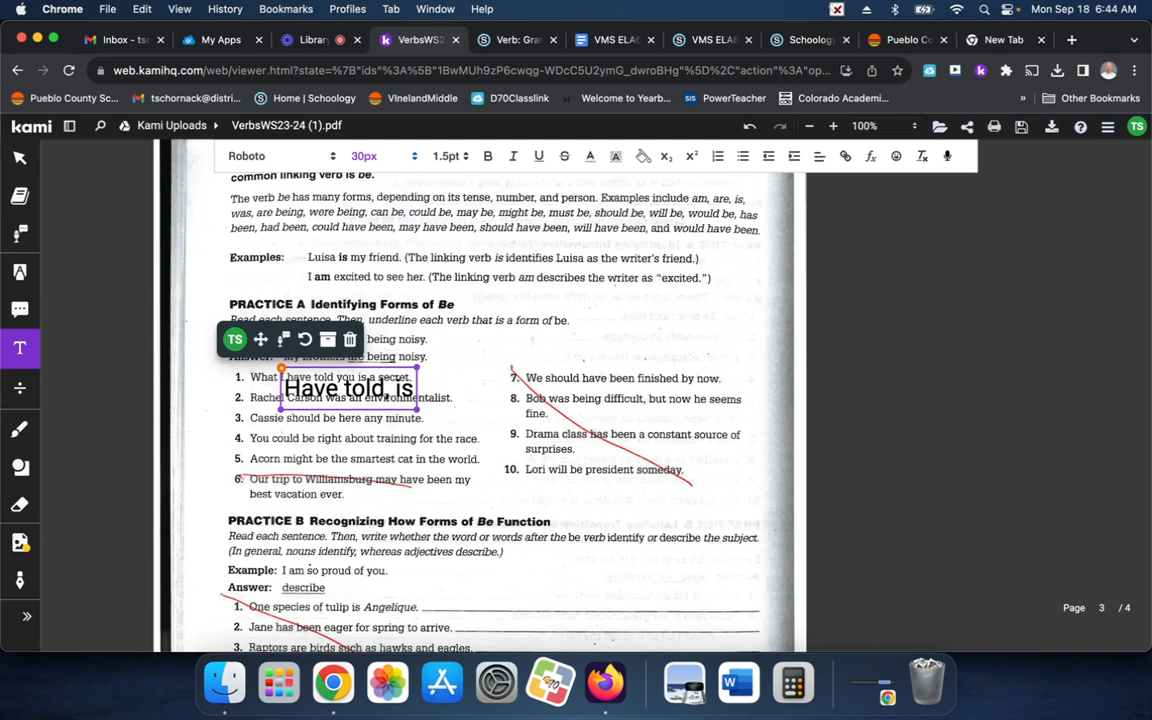 Chrome File Edit View History Bookmarks Profiles Tab Window Help Mon Sep 18 6:44 AM
Inbox - tsc My Apps Library VerbsWS2 Verb: Gra VMS ELA6 VMS ELA Schoology Pueblo Co New Tab
web.kamihq.com/web/viewer.html?state=%7B"ids"%3A%5B"1BwMUh9zP6cwqg-WDcC5U2ymG_dwroBHg"%5D%2C"action"%3A"op...
Pueblo County Sc... tschornack@distri... Home | Schoology VInelandMiddle D70Classlink Welcome to Yearb... SIS PowerTeacher Colorado Academi... » Other Bookmarks
kami Kami Uploads VerbsWS23-24 (1).pdf 100% TS
Roboto 30px 1.5pt B I U S A A X₂ X² fx
common linking verb is be.
The verb be has many forms, depending on its tense, number, and person. Examples include am, are, is,
was, are being, were being, can be, could be, may be, might be, must be, should be, will be, would be, has
been, had been, could have been, may have been, should have been, will have been, and would have been.
Examples: Luisa is my friend. (The linking verb is identifies Luisa as the writer's friend.)
I am excited to see her. (The linking verb am describes the writer as "excited.")
PRACTICE A Identifying Forms of Be
Read each sentence. Then, underline each verb that is a form of be.
TS
being noisy.
Answer: My brothers are being noisy.
1. What I have told you is a secret.
Have told, is
2. Rachel Carson was an environmentalist.
3. Cassie should be here any minute.
4. You could be right about training for the race.
5. Acorn might be the smartest cat in the world.
6. Our trip to Williamsburg may have been my
best vacation ever.
7. We should have been finished by now.
8. Bob was being difficult, but now he seems
fine.
9. Drama class has been a constant source of
surprises.
10. Lori will be president someday.
PRACTICE B Recognizing How Forms of Be Function
Read each sentence. Then, write whether the word or words after the be verb identify or describe the subject.
(In general, nouns identify, whereas adjectives describe.)
Example: I am so proud of you.
Answer: describe
1. One species of tulip is Angelique.
2. Jane has been eager for spring to arrive.
3. Raptors are birds such as hawks and eagles.
Page 3 / 4